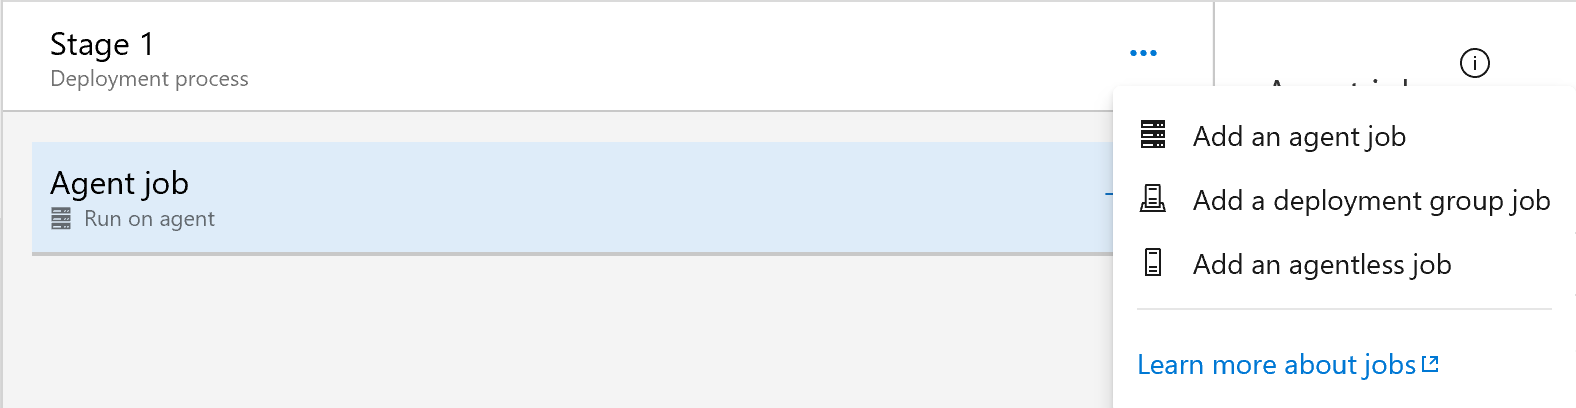 Stage 1
Deployment process
Agent job
Run on agent
Add an agent job
Add a deployment group job
Add an agentless job
Learn more about jobs